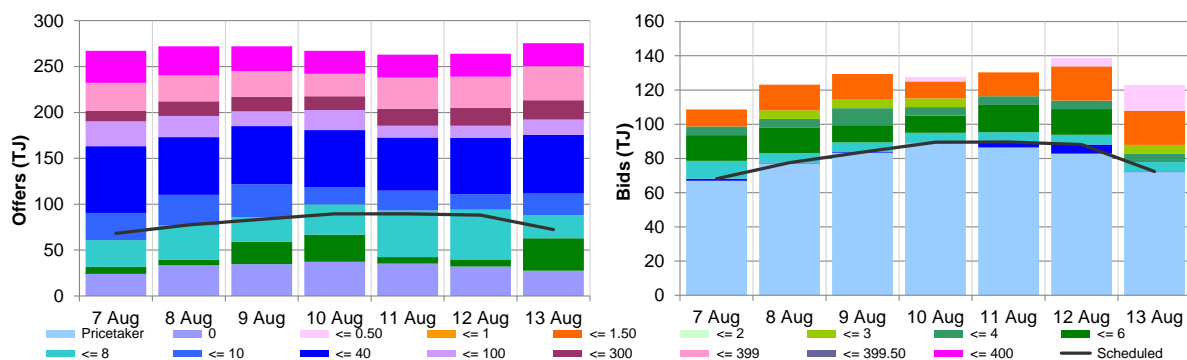 300
250
200
150
100
50
0
Offers (TJ)
7 Aug 8 Aug 9 Aug 10 Aug 11 Aug 12 Aug 13 Aug
160
140
120
100
80
60
40
20
0
Bids (TJ)
7 Aug 8 Aug 9 Aug 10 Aug 11 Aug 12 Aug 13 Aug
Pricetaker 0 <= 0.50 <= 1 <= 1.50 <= 2 <= 3 <= 4 <= 6
<= 8 <= 10 <= 40 <= 100 <= 300 <= 399 <= 399.50 <= 400 Scheduled